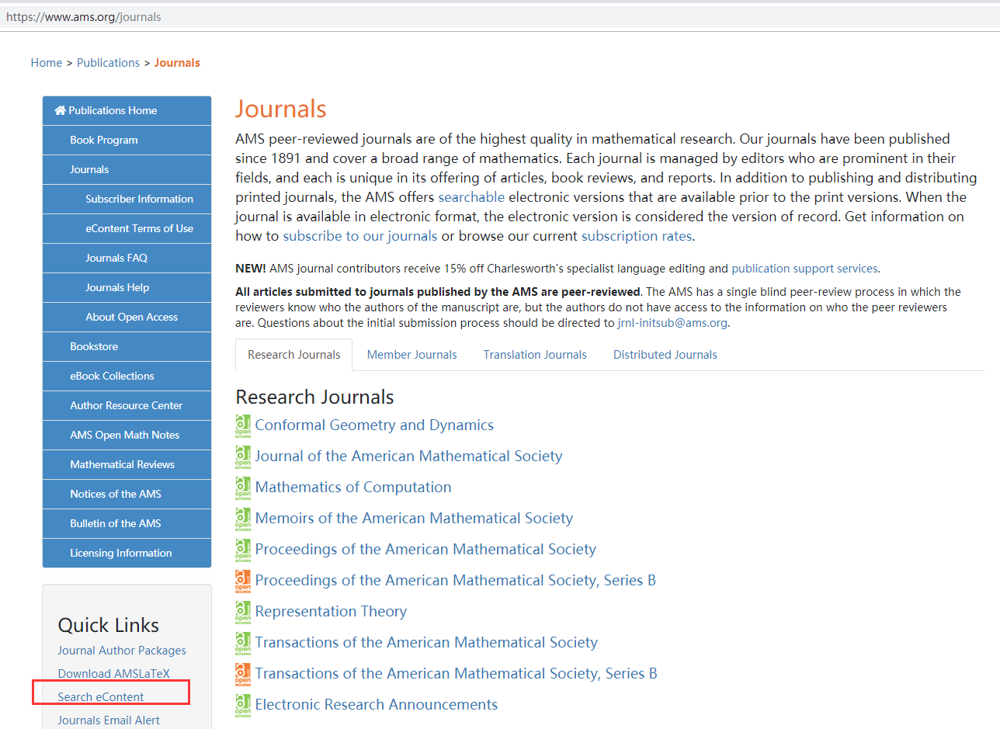 https://www.ams.org/journals
Home > Publications > Journals
Publications Home
Book Program
Journals
Subscriber Information
eContent Terms of Use
Journals FAQ
Journals Help
About Open Access
Bookstore
eBook Collections
Author Resource Center
AMS Open Math Notes
Mathematical Reviews
Notices of the AMS
Bulletin of the AMS
Licensing Information
Quick Links
Journal Author Packages
Download AMSLaTeX
Search eContent
Journals Email Alert
Journals
AMS peer-reviewed journals are of the highest quality in mathematical research. Our journals have been published
since 1891 and cover a broad range of mathematics. Each journal is managed by editors who are prominent in their
fields, and each is unique in its offering of articles, book reviews, and reports. In addition to publishing and distributing
printed journals, the AMS offers searchable electronic versions that are available prior to the print versions. When the
journal is available in electronic format, the electronic version is considered the version of record. Get information on
how to subscribe to our journals or browse our current subscription rates.
NEW! AMS journal contributors receive 15% off Charlesworth's specialist language editing and publication support services.
All articles submitted to journals published by the AMS are peer-reviewed. The AMS has a single blind peer-review process in which the
reviewers know who the authors of the manuscript are, but the authors do not have access to the information on who the peer reviewers
are. Questions about the initial submission process should be directed to jrnl-initsub@ams.org.
Research Journals Member Journals Translation Journals Distributed Journals
Research Journals
open access Conformal Geometry and Dynamics
open access Journal of the American Mathematical Society
open access Mathematics of Computation
open access Memoirs of the American Mathematical Society
open access Proceedings of the American Mathematical Society
open access Proceedings of the American Mathematical Society, Series B
open access Representation Theory
open access Transactions of the American Mathematical Society
open access Transactions of the American Mathematical Society, Series B
open access Electronic Research Announcements